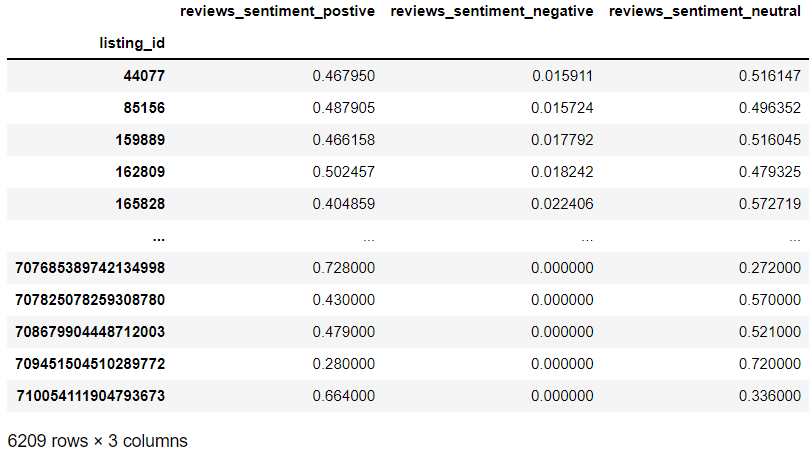 reviews_sentiment_postive reviews_sentiment_negative reviews_sentiment_neutral
listing_id
44077 0.467950 0.015911 0.516147
85156 0.487905 0.015724 0.496352
159889 0.466158 0.017792 0.516045
162809 0.502457 0.018242 0.479325
165828 0.404859 0.022406 0.572719
... ... ... ...
707685389742134998 0.728000 0.000000 0.272000
707825078259308780 0.430000 0.000000 0.570000
708679904448712003 0.479000 0.000000 0.521000
709451504510289772 0.280000 0.000000 0.720000
710054111904793673 0.664000 0.000000 0.336000
6209 rows × 3 columns